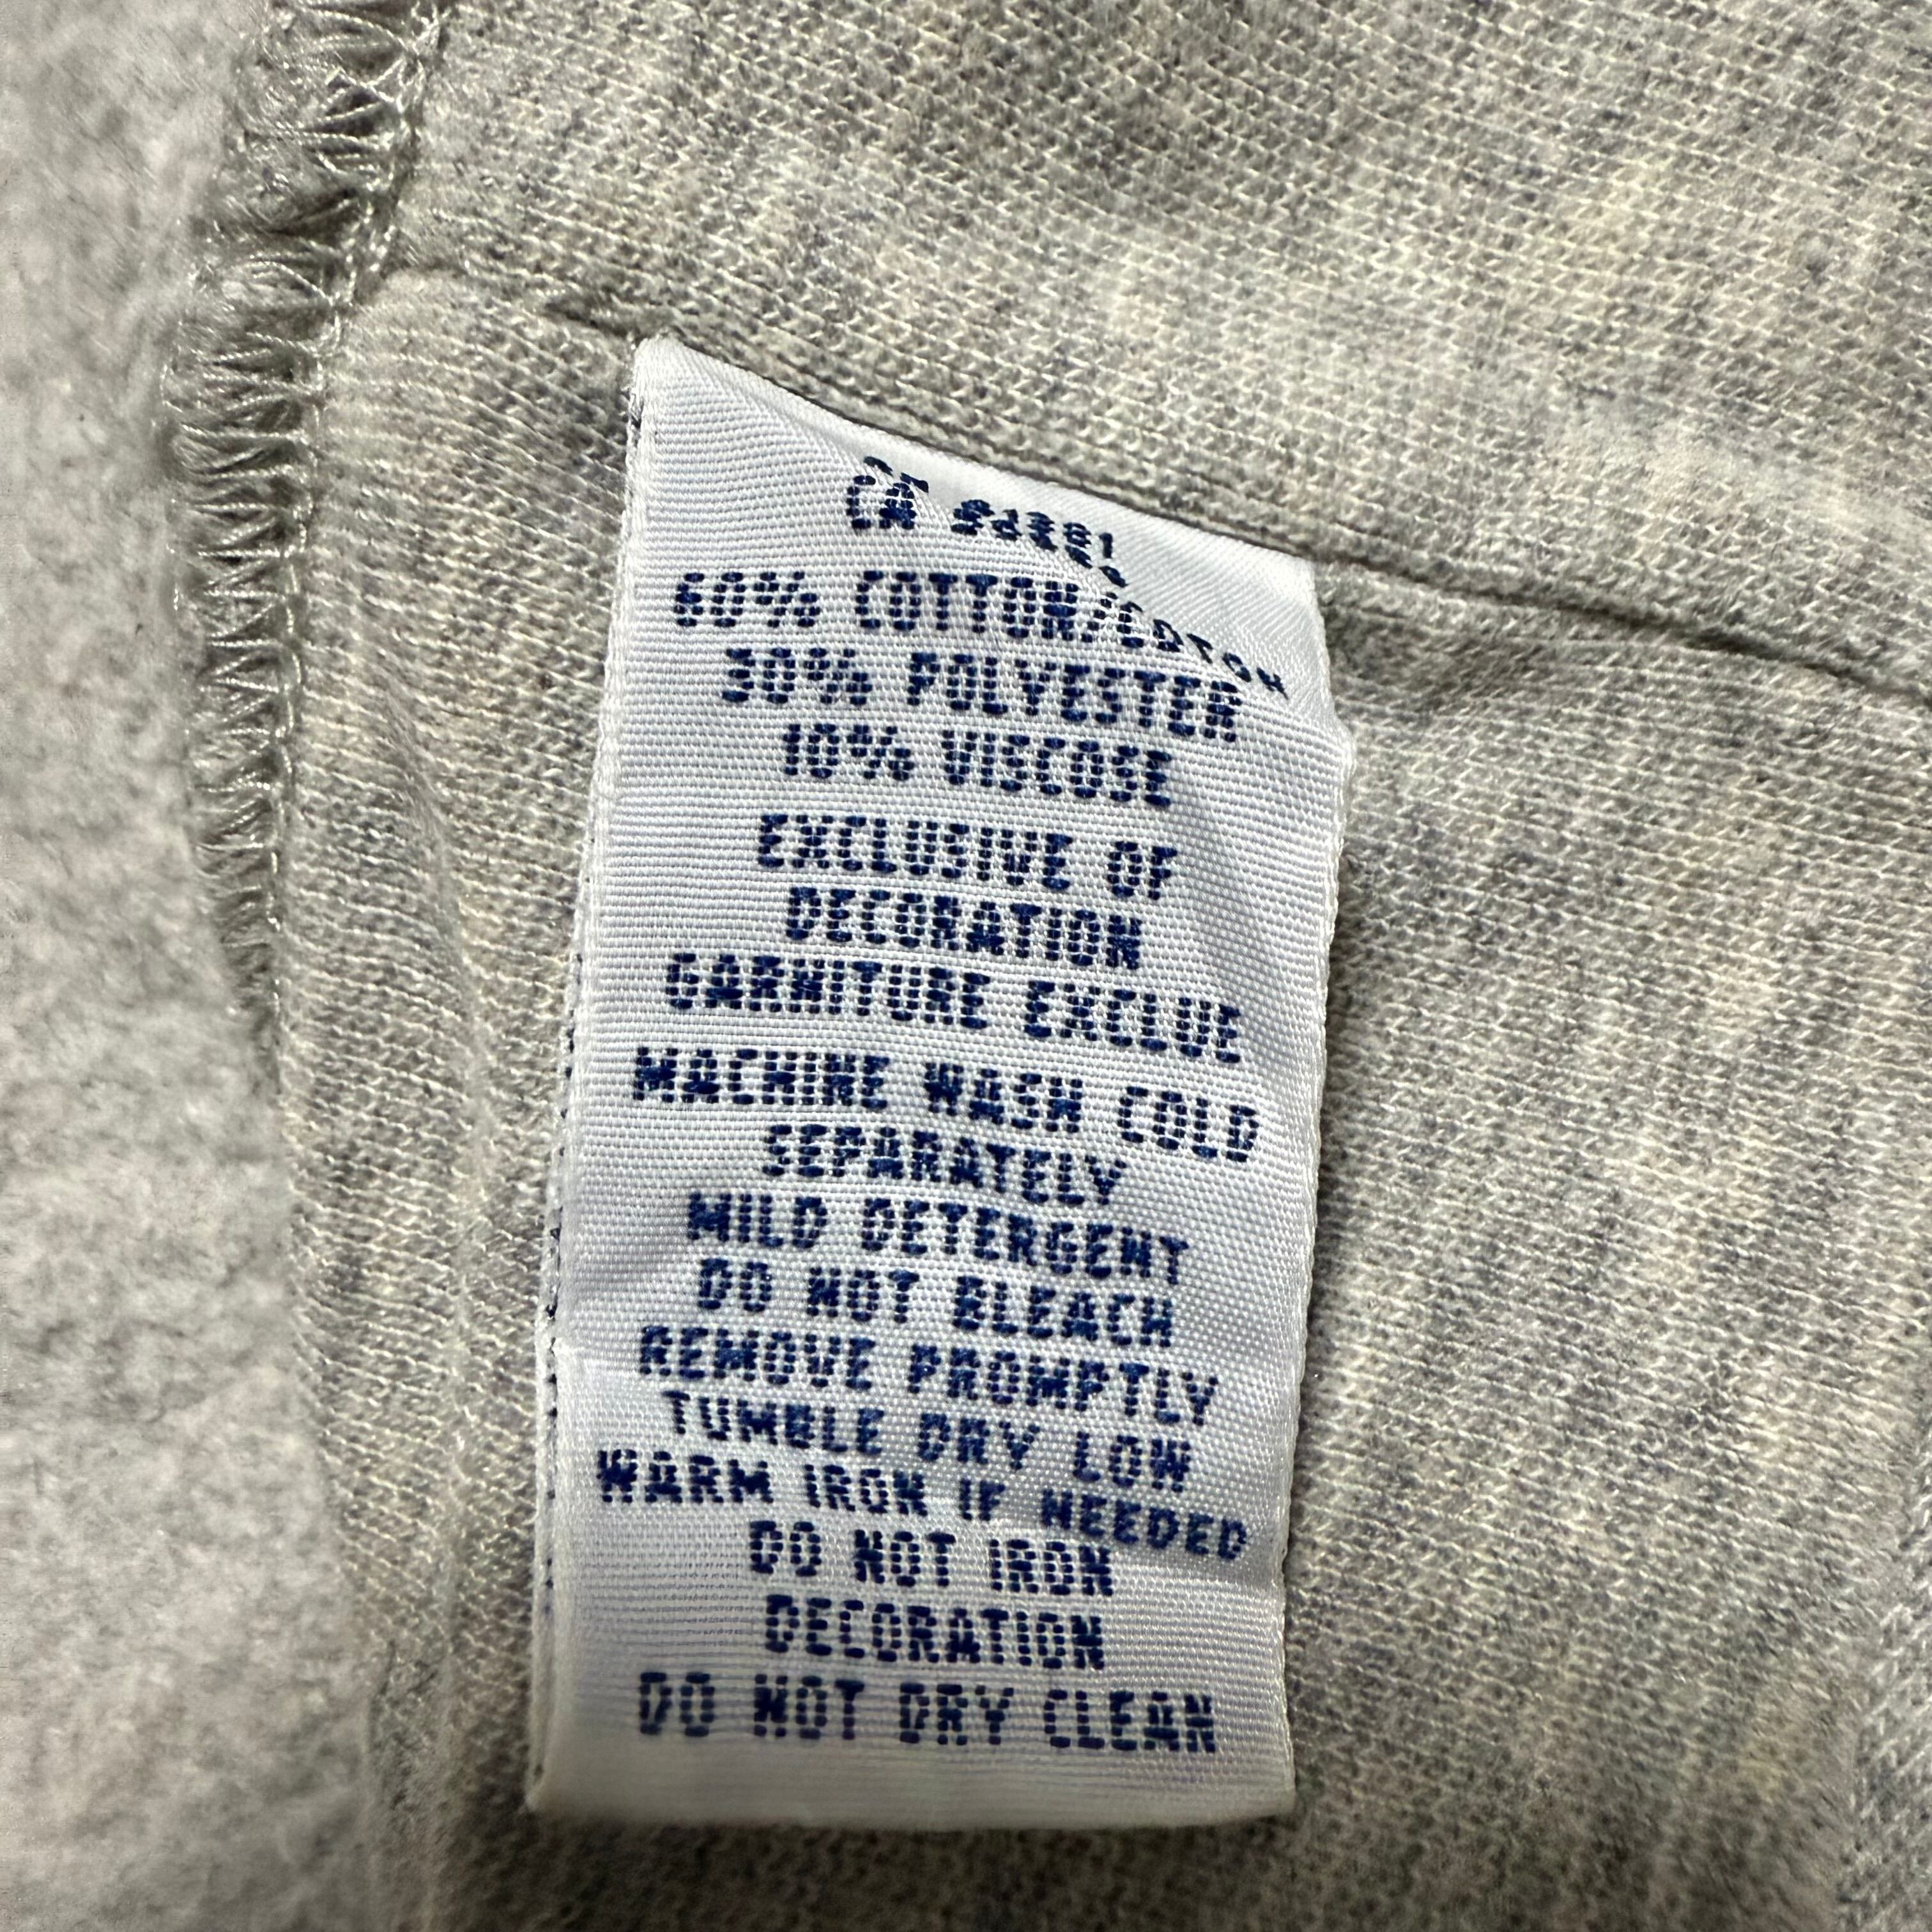 CA
60% COTTON/COTON
30% POLYESTER
10% VISCOSE
EXCLUSIVE OF
DECORATION
GARNITURE EXCLUE
MACHINE WASH COLD
SEPARATELY
MILD DETERGENT
DO NOT BLEACH
REMOVE PROMPTLY
TUMBLE DRY LOW
WARM IRON IF NEEDED
DO NOT IRON
DECORATION
DO NOT DRY CLEAN